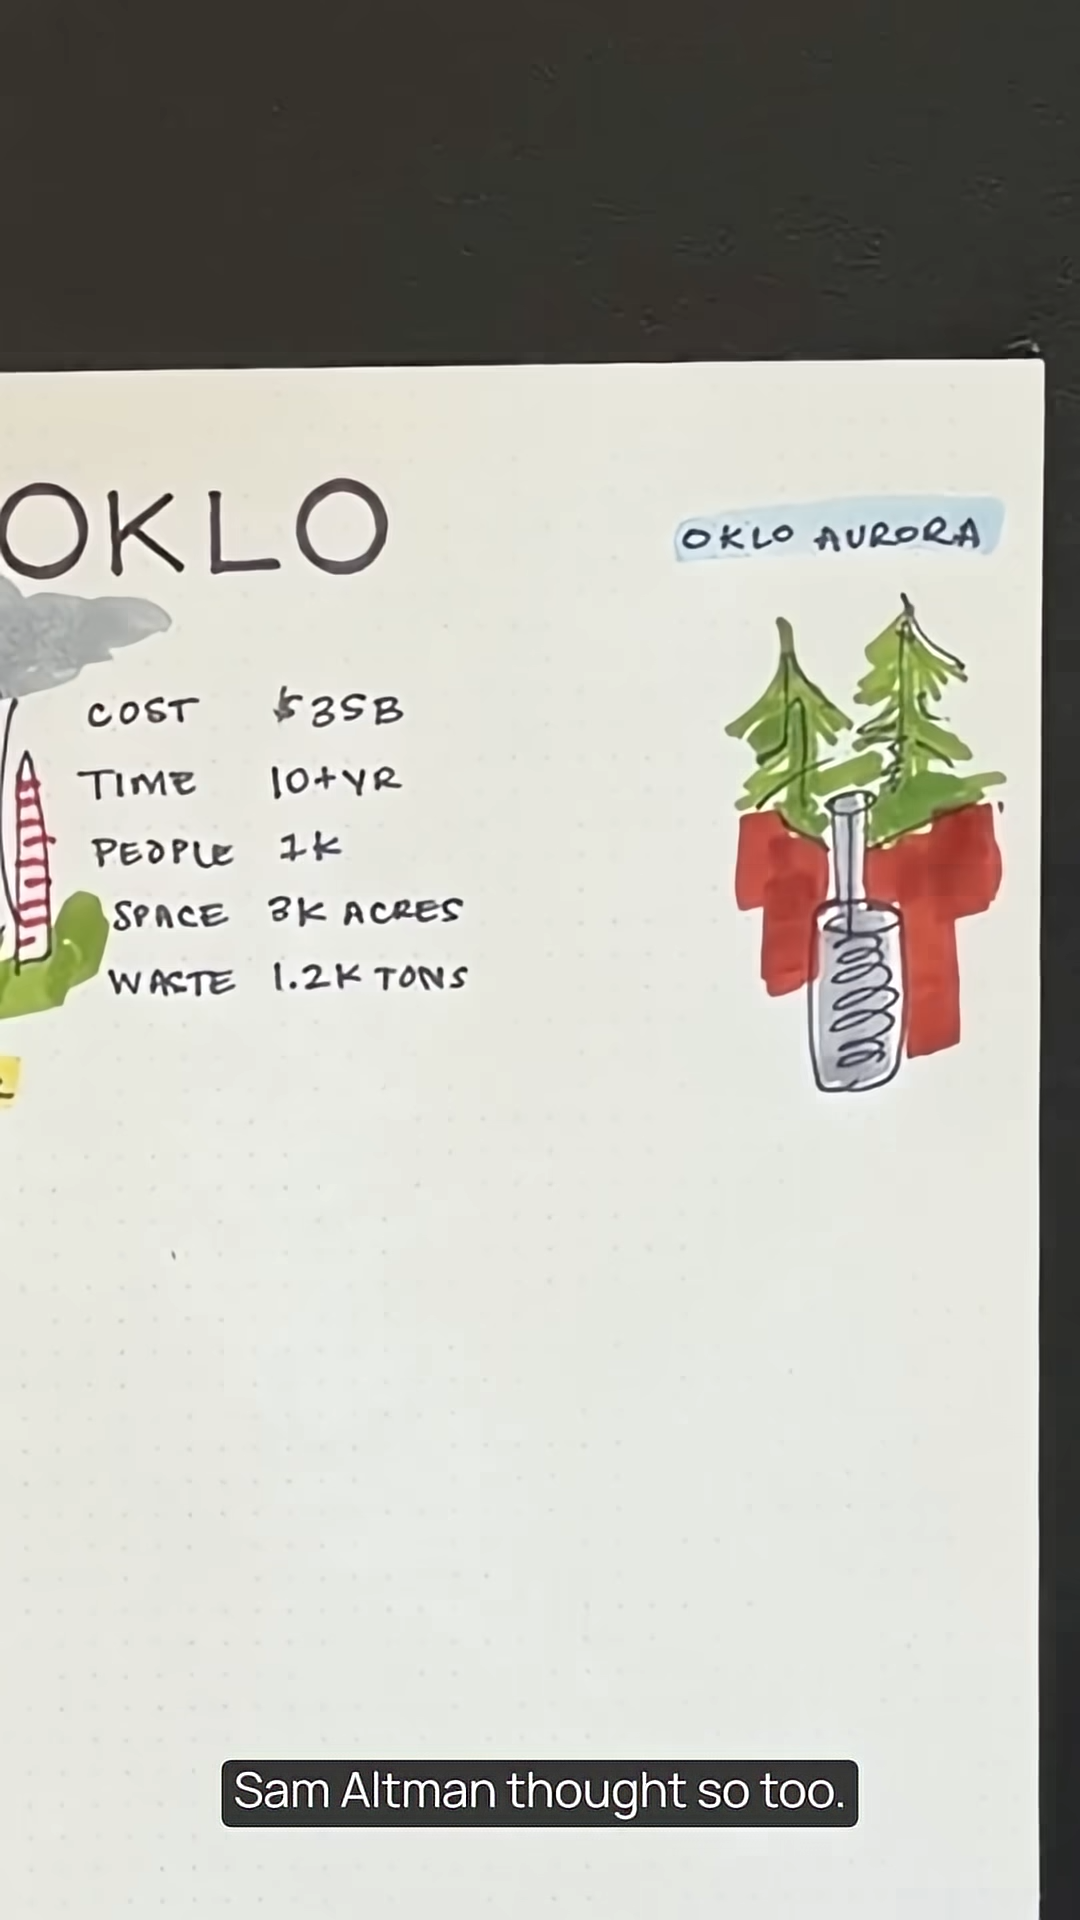 OKLO
OKLO AURORA
COST $35B
TIME 10+YR
PEOPLE 1K
SPACE 3K ACRES
WASTE 1.2K TONS
Sam Altman thought so too.